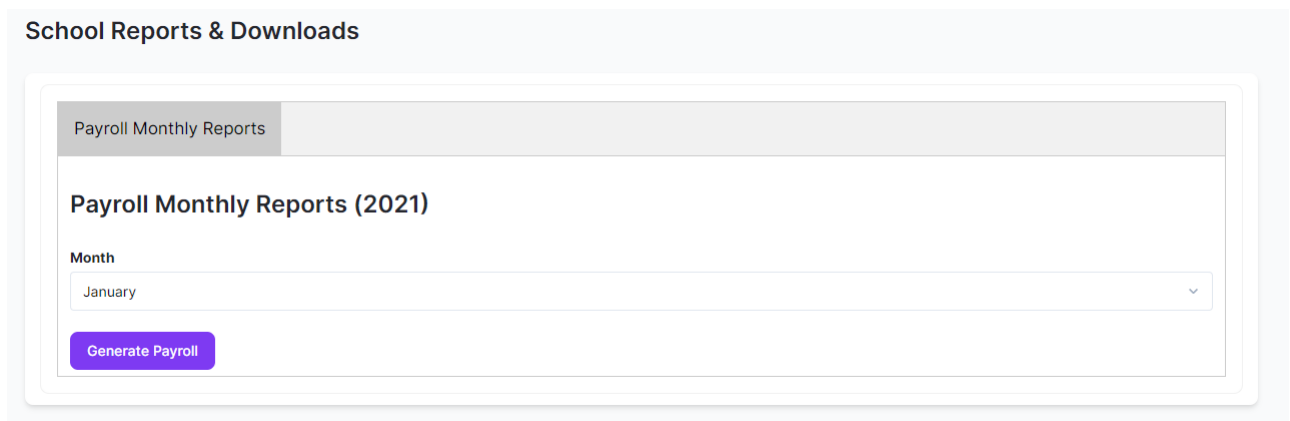 School Reports & Downloads
Payroll Monthly Reports
Payroll Monthly Reports (2021)
Month
January
Generate Payroll